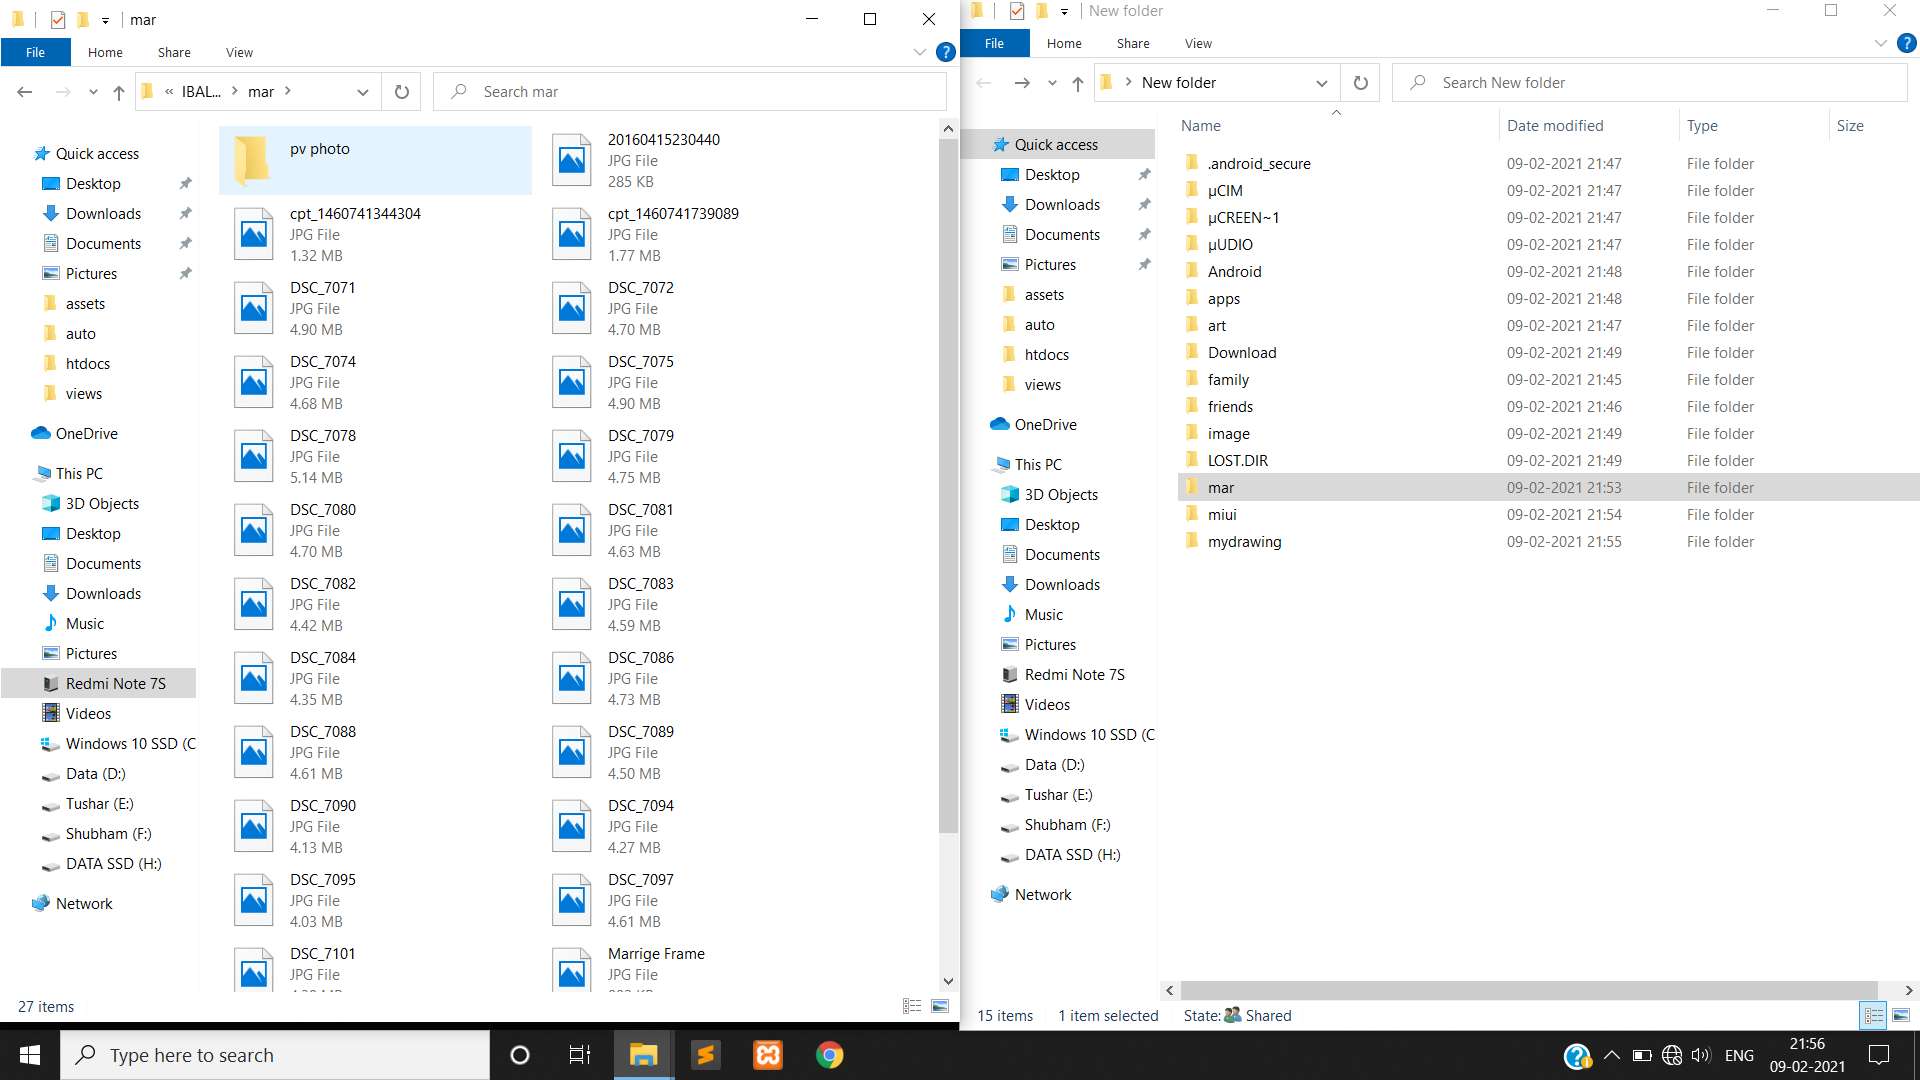 mar
File Home Share View
« IBAL... > mar >
Search mar
Quick access
Desktop
Downloads
Documents
Pictures
assets
auto
htdocs
views
OneDrive
This PC
3D Objects
Desktop
Documents
Downloads
Music
Pictures
Redmi Note 7S
Videos
Windows 10 SSD (C
Data (D:)
Tushar (E:)
Shubham (F:)
DATA SSD (H:)
Network
pv photo
20160415230440
JPG File
285 KB
cpt_1460741344304
JPG File
1.32 MB
cpt_1460741739089
JPG File
1.77 MB
DSC_7071
JPG File
4.90 MB
DSC_7072
JPG File
4.70 MB
DSC_7074
JPG File
4.68 MB
DSC_7075
JPG File
4.90 MB
DSC_7078
JPG File
5.14 MB
DSC_7079
JPG File
4.75 MB
DSC_7080
JPG File
4.70 MB
DSC_7081
JPG File
4.63 MB
DSC_7082
JPG File
4.42 MB
DSC_7083
JPG File
4.59 MB
DSC_7084
JPG File
4.35 MB
DSC_7086
JPG File
4.73 MB
DSC_7088
JPG File
4.61 MB
DSC_7089
JPG File
4.50 MB
DSC_7090
JPG File
4.13 MB
DSC_7094
JPG File
4.27 MB
DSC_7095
JPG File
4.03 MB
DSC_7097
JPG File
4.61 MB
DSC_7101
JPG File
Marrige Frame
JPG File
27 items
New folder
File Home Share View
> New folder
Search New folder
Quick access
Desktop
Downloads
Documents
Pictures
assets
auto
htdocs
views
OneDrive
This PC
3D Objects
Desktop
Documents
Downloads
Music
Pictures
Redmi Note 7S
Videos
Windows 10 SSD (C
Data (D:)
Tushar (E:)
Shubham (F:)
DATA SSD (H:)
Network
Name Date modified Type Size
.android_secure 09-02-2021 21:47 File folder
µCIM 09-02-2021 21:47 File folder
µCREEN~1 09-02-2021 21:47 File folder
µUDIO 09-02-2021 21:47 File folder
Android 09-02-2021 21:48 File folder
apps 09-02-2021 21:48 File folder
art 09-02-2021 21:47 File folder
Download 09-02-2021 21:49 File folder
family 09-02-2021 21:45 File folder
friends 09-02-2021 21:46 File folder
image 09-02-2021 21:49 File folder
LOST.DIR 09-02-2021 21:49 File folder
mar 09-02-2021 21:53 File folder
miui 09-02-2021 21:54 File folder
mydrawing 09-02-2021 21:55 File folder
15 items 1 item selected State: Shared
Type here to search
ENG
21:56
09-02-2021